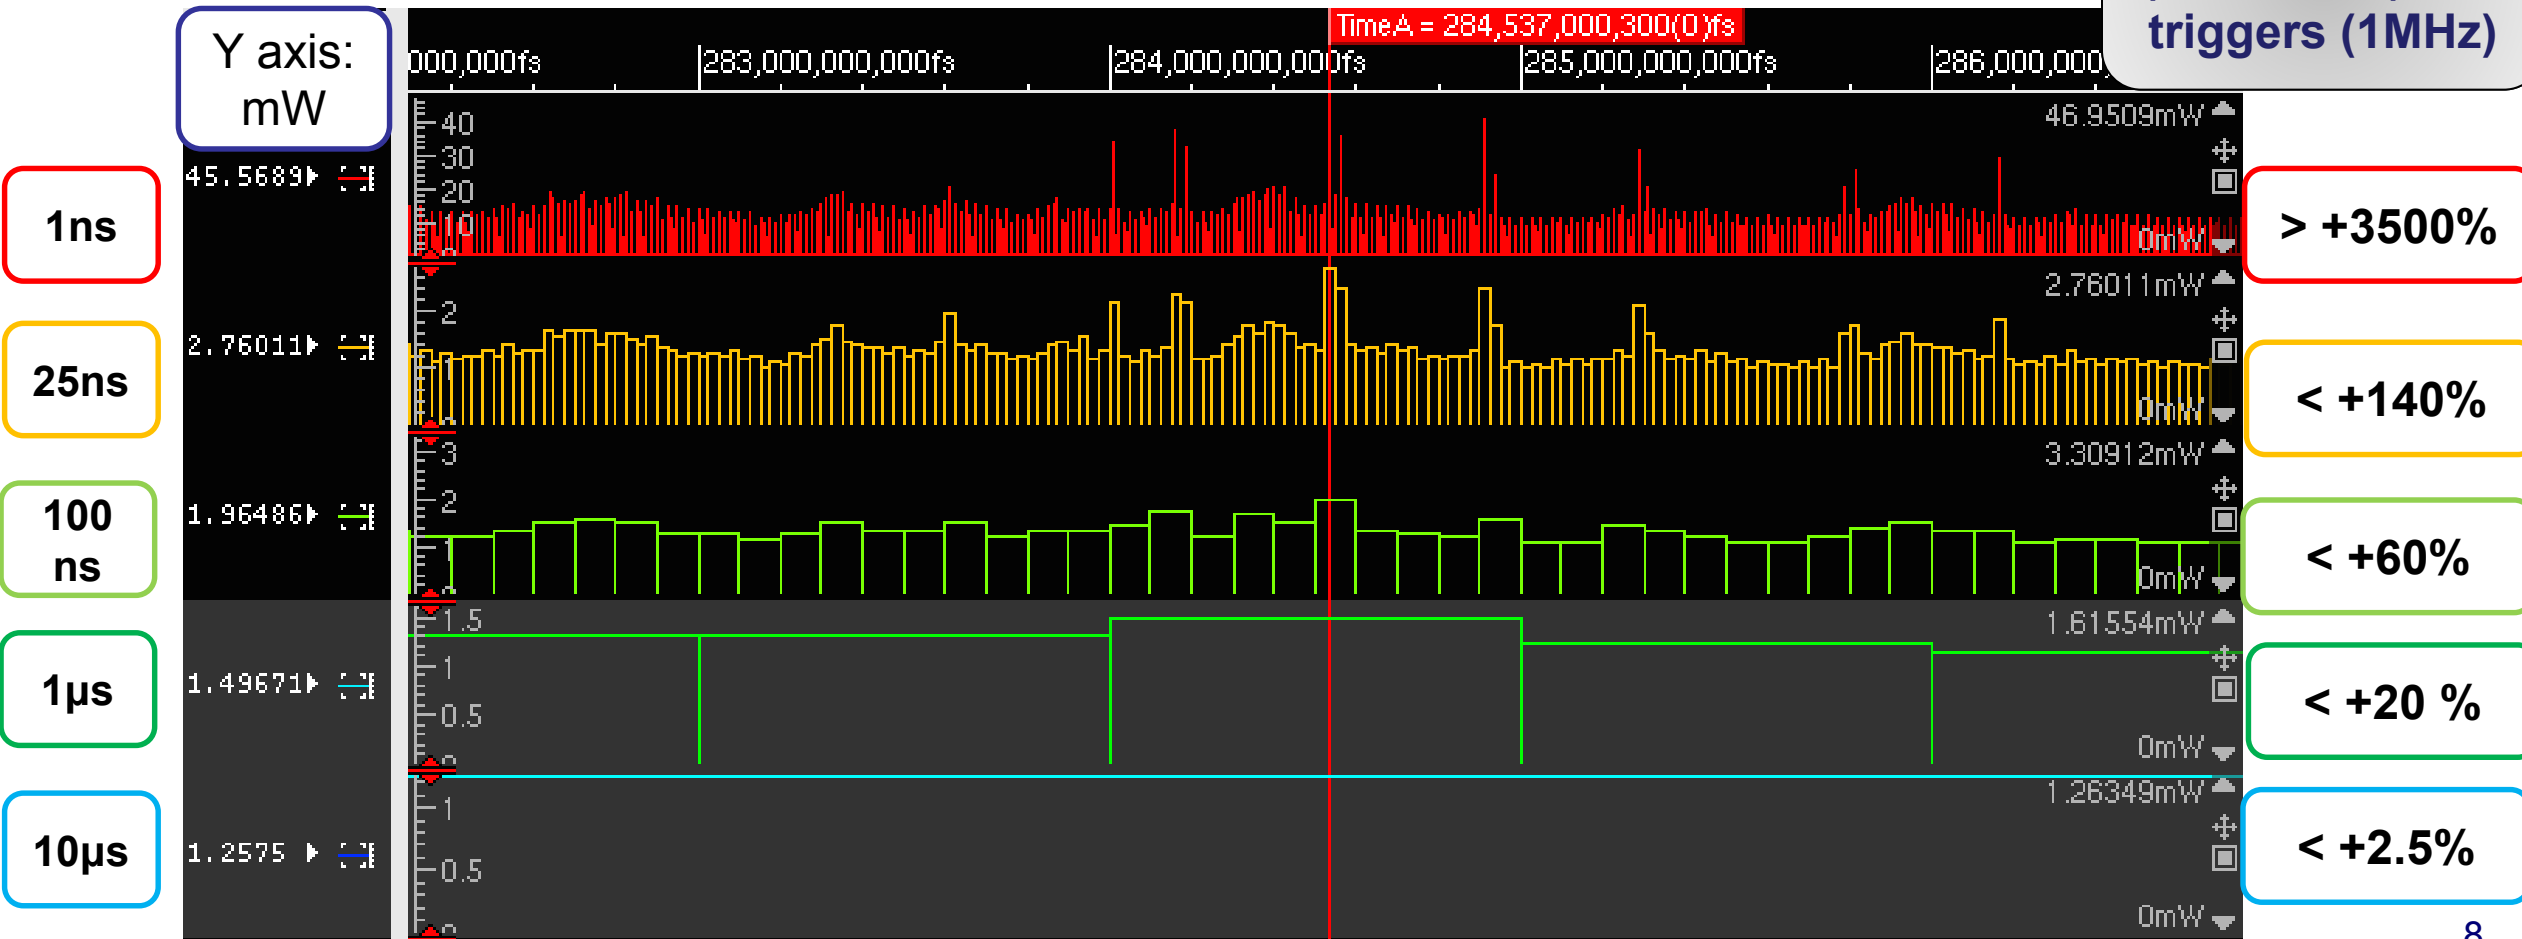 Y axis:
mW
TimeA = 284,537,000,300(0)fs
triggers (1MHz)
000,000fs
283,000,000,000fs
284,000,000,000fs
285,000,000,000fs
286,000,000
1ns
45.5689
40
30
20
10
0
46.9509mW
0mW
> +3500%
25ns
2.76011
2
1
2.76011mW
0mW
< +140%
100
ns
1.96486
3
2
1
3.30912mW
0mW
< +60%
1µs
1.49671
1.5
1
0.5
0
1.61554mW
0mW
< +20 %
10µs
1.2575
1
0.5
0
1.26349mW
0mW
< +2.5%
8